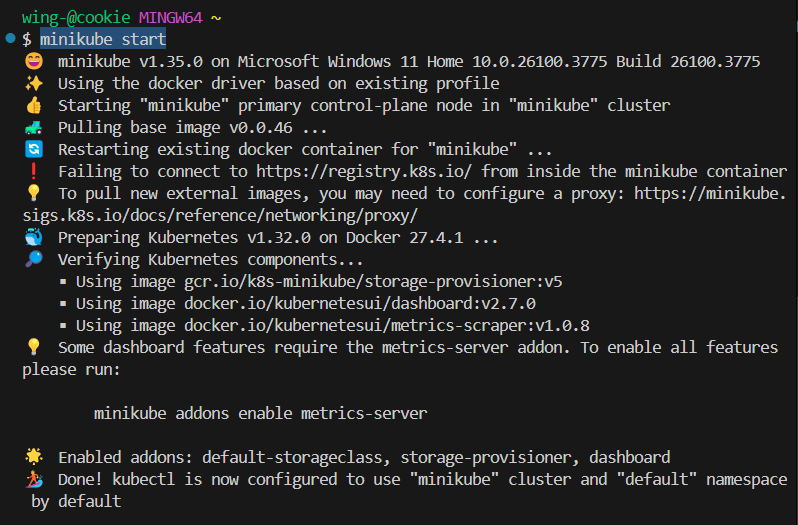 wing-@cookie MINGW64 ~
$ minikube start
😄 minikube v1.35.0 on Microsoft Windows 11 Home 10.0.26100.3775 Build 26100.3775
✨ Using the docker driver based on existing profile
👍 Starting "minikube" primary control-plane node in "minikube" cluster
🚜 Pulling base image v0.0.46 ...
🔄 Restarting existing docker container for "minikube" ...
❗ Failing to connect to https://registry.k8s.io/ from inside the minikube container
💡 To pull new external images, you may need to configure a proxy: https://minikube.
sigs.k8s.io/docs/reference/networking/proxy/
🐳 Preparing Kubernetes v1.32.0 on Docker 27.4.1 ...
🔎 Verifying Kubernetes components...
▪ Using image gcr.io/k8s-minikube/storage-provisioner:v5
▪ Using image docker.io/kubernetesui/dashboard:v2.7.0
▪ Using image docker.io/kubernetesui/metrics-scraper:v1.0.8
💡 Some dashboard features require the metrics-server addon. To enable all features
please run:
minikube addons enable metrics-server
🌟 Enabled addons: default-storageclass, storage-provisioner, dashboard
🏄 Done! kubectl is now configured to use "minikube" cluster and "default" namespace
by default